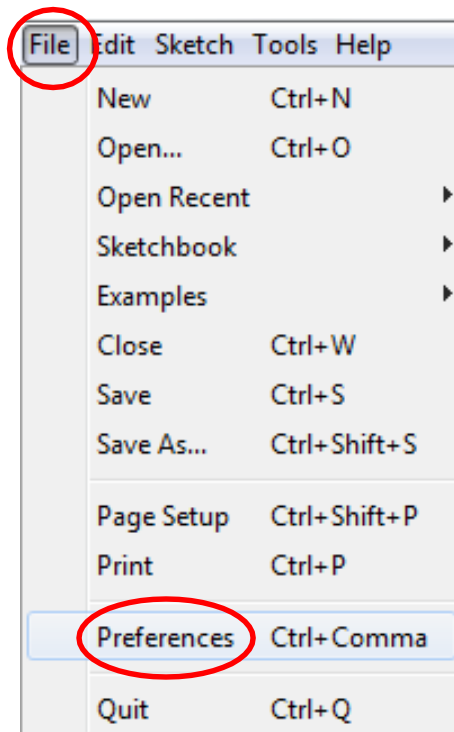 File Edit Sketch Tools Help
New Ctrl+N
Open... Ctrl+O
Open Recent
Sketchbook
Examples
Close Ctrl+W
Save Ctrl+S
Save As... Ctrl+Shift+S
Page Setup Ctrl+Shift+P
Print Ctrl+P
Preferences Ctrl+Comma
Quit Ctrl+Q